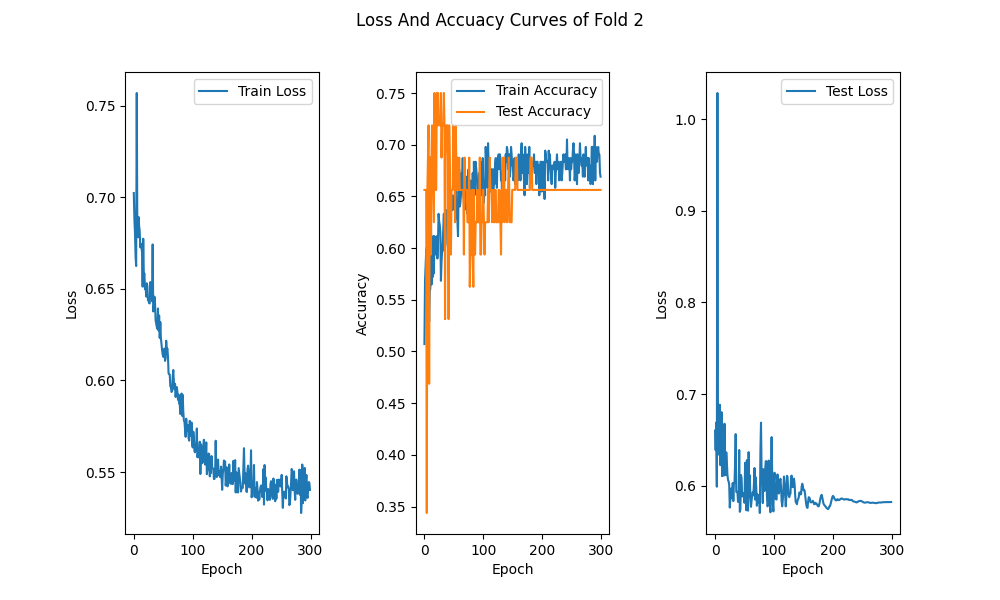 Loss And Accuacy Curves of Fold 2
Train Loss
0.75
0.70
0.65
0.60
0.55
Loss
0
100
200
300
Epoch
Train Accuracy
Test Accuracy
0.75
0.70
0.65
0.60
0.55
0.50
0.45
0.40
0.35
Accuracy
0
100
200
300
Epoch
Test Loss
1.0
0.9
0.8
0.7
0.6
Loss
0
100
200
300
Epoch